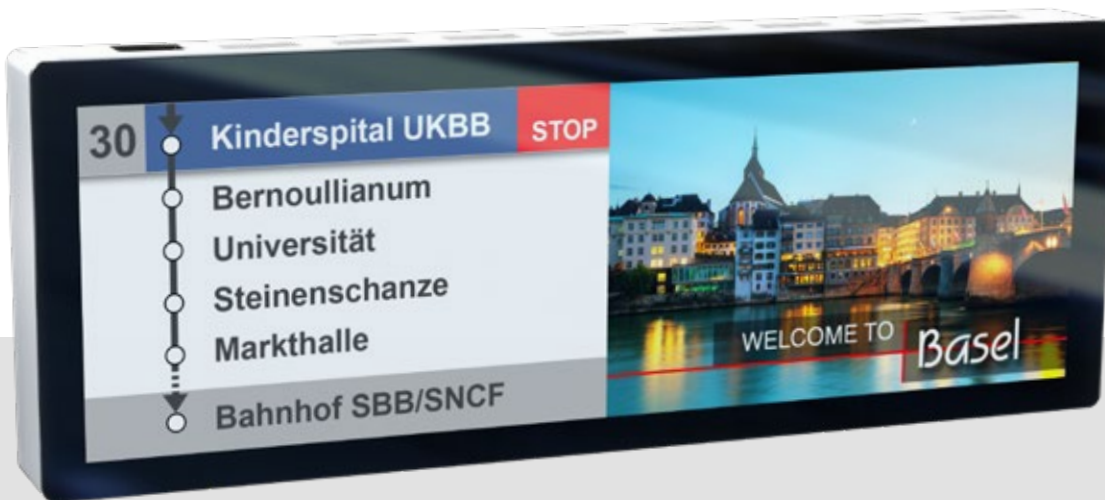 30 Kinderspital UKBB STOP
Bernoullianum
Universität
Steinenschanze
Markthalle
Bahnhof SBB/SNCF
WELCOME TO Basel